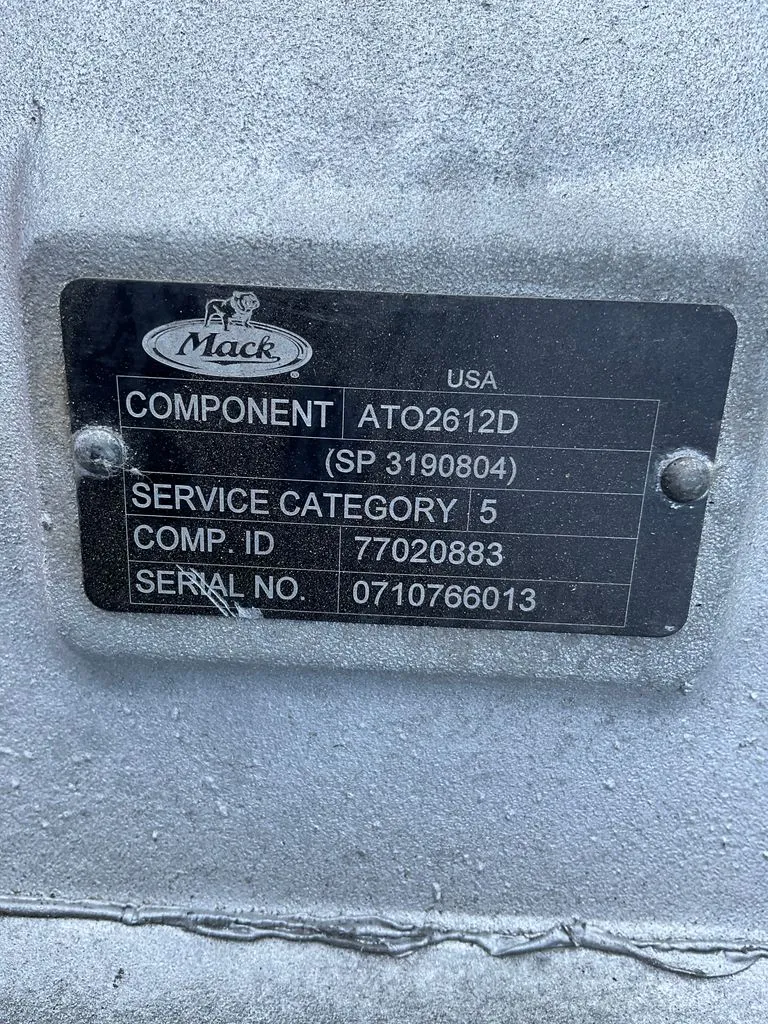 Mack
USA
COMPONENT ATO2612D
(SP 3190804)
SERVICE CATEGORY 5
COMP. ID 77020883
SERIAL NO. 0710766013